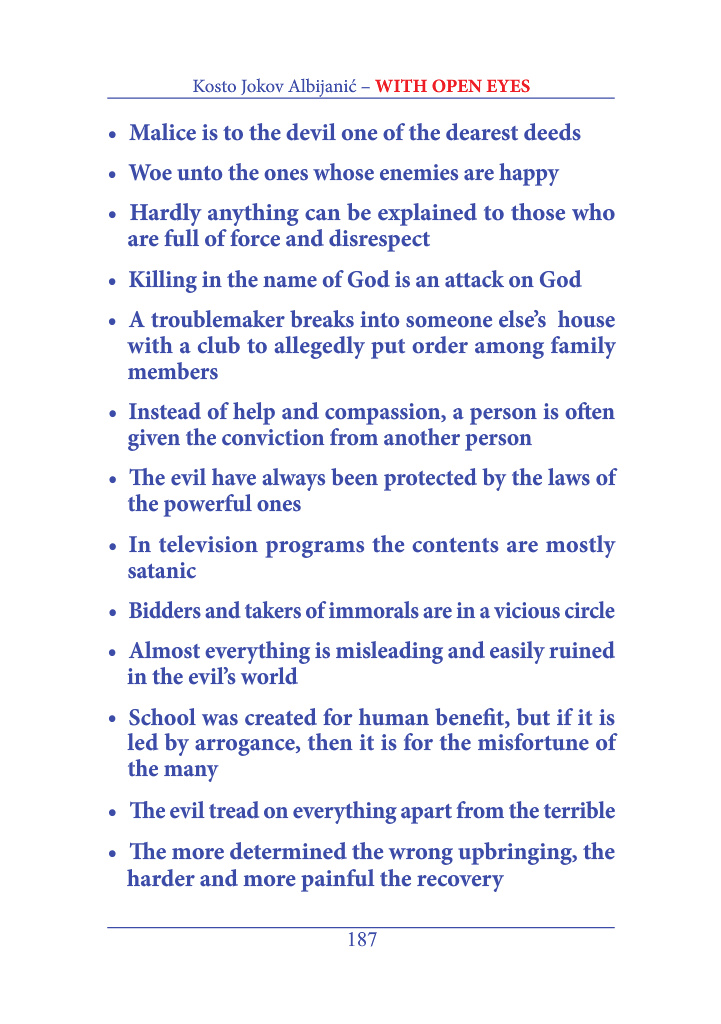 Kosto Jokov Albijanić – WITH OPEN EYES
• Malice is to the devil one of the dearest deeds
• Woe unto the ones whose enemies are happy
• Hardly anything can be explained to those who
are full of force and disrespect
• Killing in the name of God is an attack on God
• A troublemaker breaks into someone else’s  house
with a club to allegedly put order among family
members
• Instead of help and compassion, a person is often
given the conviction from another person
• The evil have always been protected by the laws of
the powerful ones
• In television programs the contents are mostly
satanic
• Bidders and takers of immorals are in a vicious circle
• Almost everything is misleading and easily ruined
in the evil’s world
• School was created for human benefit, but if it is
led by arrogance, then it is for the misfortune of
the many
• The evil tread on everything apart from the terrible
• The more determined the wrong upbringing, the
harder and more painful the recovery
187